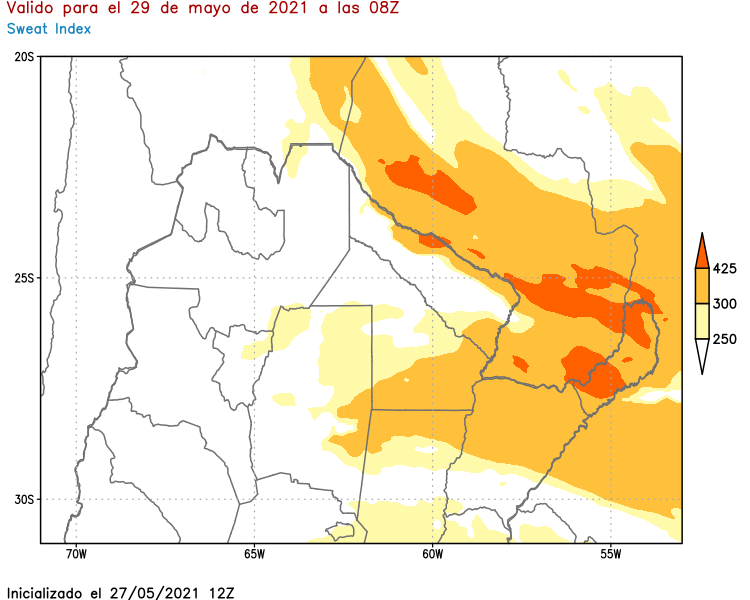 Valido para el 29 de mayo de 2021 a las 08Z
Sweat Index
20S
25S
30S
70W
65W
60W
55W
425
300
250
Inicializado el 27/05/2021 12Z